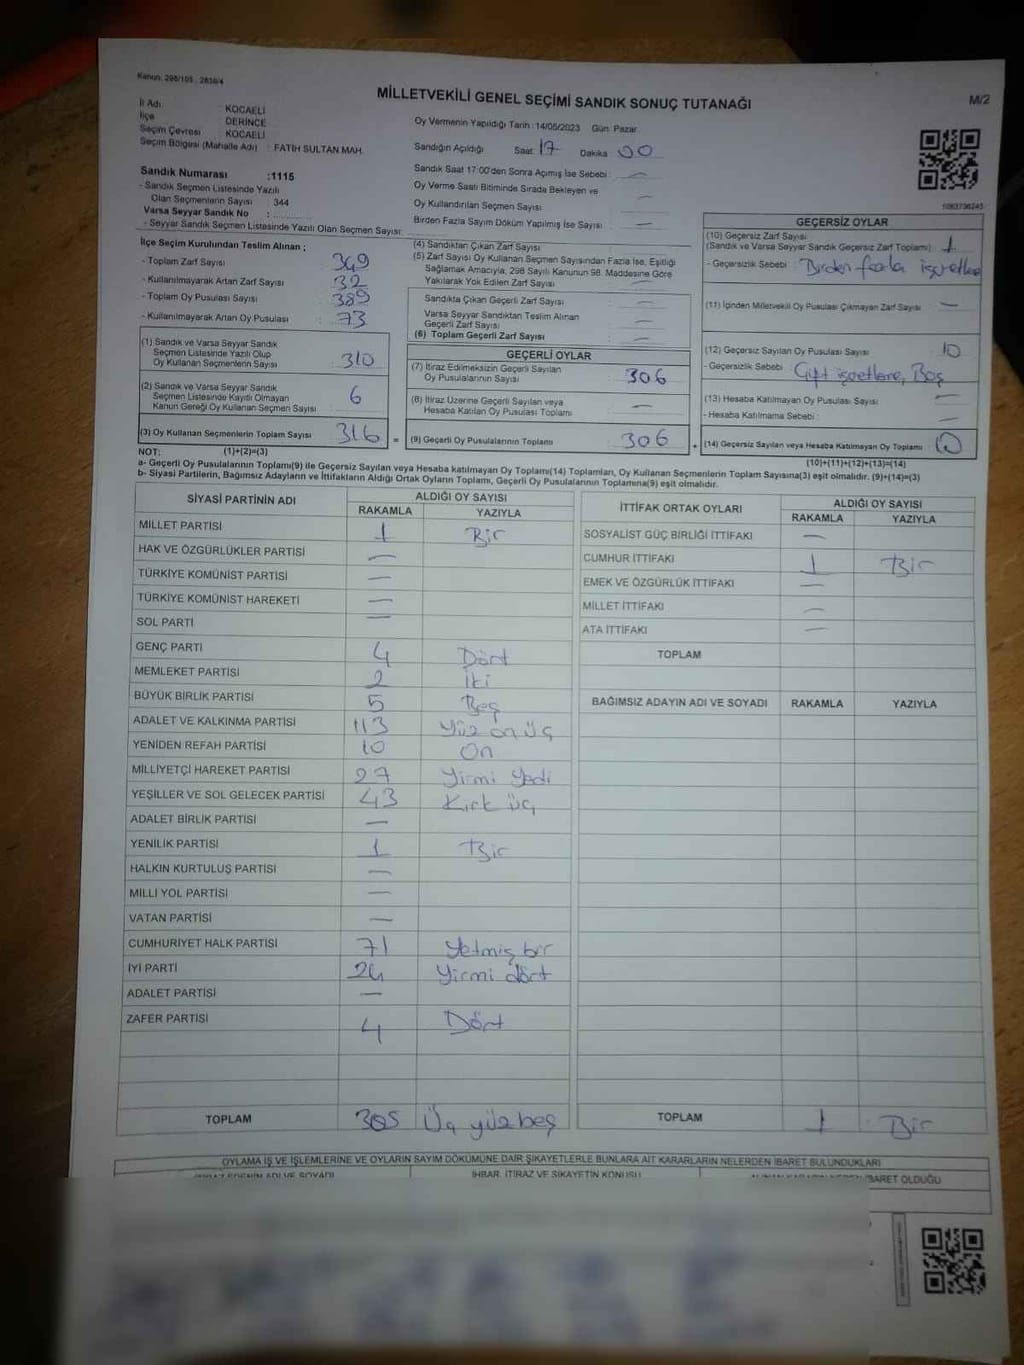 Kanun: 298/105 : 2839/4
MİLLETVEKİLİ GENEL SEÇİMİ SANDIK SONUÇ TUTANAĞI
M/2
İl Adı : KOCAELİ
İlçe DERİNCE
Seçim Çevresi KOCAELİ
Seçim Bölgesi (Mahalle Adı) : FATİH SULTAN MAH.
Oy Vermenin Yapıldığı Tarih : 14/05/2023 Gün: Pazar
Sandığın Açıldığı Saat: 17 Dakika 00
Sandık Numarası :1115
- Sandık Seçmen Listesinde Yazılı
Olan Seçmenlerin Sayısı : 344
Varsa Seyyar Sandık No :
- Seyyar Sandık Seçmen Listesinde Yazılı Olan Seçmen Sayısı:
Sandık Saat 17:00'den Sonra Açılmış İse Sebebi : —
Oy Verme Saati Bitiminde Sırada Bekleyen ve
Oy Kullandırılan Seçmen Sayısı —
Birden Fazla Sayım Döküm Yapılmış İse Sayısı : —
1063736245
İlçe Seçim Kurulundan Teslim Alınan ;
- Toplam Zarf Sayısı : 349
- Kullanılmayarak Artan Zarf Sayısı : 32
- Toplam Oy Pusulası Sayısı : 389
- Kullanılmayarak Artan Oy Pusulası : 73
(1) Sandık ve Varsa Seyyar Sandık
Seçmen Listesinde Yazılı Olup
Oy Kullanan Seçmenlerin Sayısı : 310
(2) Sandık ve Varsa Seyyar Sandık
Seçmen Listesinde Kayıtlı Olmayan
Kanun Gereği Oy Kullanan Seçmen Sayısı : 6
(3) Oy Kullanan Seçmenlerin Toplam Sayısı 316 =
(4) Sandıktan Çıkan Zarf Sayısı : —
(5) Zarf Sayısı Oy Kullanan Seçmen Sayısından Fazla İse, Eşitliği
Sağlamak Amacıyla, 298 Sayılı Kanunun 98. Maddesine Göre
Yakılarak Yok Edilen Zarf Sayısı : —
Sandıkta Çıkan Geçerli Zarf Sayısı : —
Varsa Seyyar Sandıktan Teslim Alınan
Geçerli Zarf Sayısı : —
(6) Toplam Geçerli Zarf Sayısı : —
GEÇERLİ OYLAR
(7) İtiraz Edilmeksizin Geçerli Sayılan
Oy Pusulalarının Sayısı : 306
(8) İtiraz Üzerine Geçerli Sayılan veya
Hesaba Katılan Oy Pusulası Toplamı : —
(9) Geçerli Oy Pusulalarının Toplamı : 306 +
GEÇERSİZ OYLAR
(10) Geçersiz Zarf Sayısı
(Sandık ve Varsa Seyyar Sandık Geçersiz Zarf Toplamı) : 1
- Geçersizlik Sebebi : Birden fazla işaretleme
(11) İçinden Milletvekili Oy Pusulası Çıkmayan Zarf Sayısı : —
(12) Geçersiz Sayılan Oy Pusulası Sayısı : 10
- Geçersizlik Sebebi Çift işaretleme, Boş
(13) Hesaba Katılmayan Oy Pusulası Sayısı : —
- Hesaba Katılmama Sebebi : —
(14) Geçersiz Sayılan veya Hesaba Katılmayan Oy Toplamı 10
NOT: (1)+(2)=(3)
(10)+(11)+(12)+(13)=(14)
a- Geçerli Oy Pusulalarının Toplamı(9) ile Geçersiz Sayılan veya Hesaba katılmayan Oy Toplamı(14) Toplamları, Oy Kullanan Seçmenlerin Toplam Sayısına(3) eşit olmalıdır. (9)+(14)=(3)
b- Siyasi Partilerin, Bağımsız Adayların ve İttifakların Aldığı Ortak Oyların Toplamı, Geçerli Oy Pusulalarının Toplamına(9) eşit olmalıdır.
SİYASİ PARTİNİN ADI ALDIĞI OY SAYISI
RAKAMLA YAZIYLA
MİLLET PARTİSİ 1 Bir
HAK VE ÖZGÜRLÜKLER PARTİSİ —
TÜRKİYE KOMÜNİST PARTİSİ —
TÜRKİYE KOMÜNİST HAREKETİ —
SOL PARTİ —
GENÇ PARTİ 4 Dört
MEMLEKET PARTİSİ 2 İki
BÜYÜK BİRLİK PARTİSİ 5 Beş
ADALET VE KALKINMA PARTİSİ 113 Yüz on üç
YENİDEN REFAH PARTİSİ 10 On
MİLLİYETÇİ HAREKET PARTİSİ 27 Yirmi Yedi
YEŞİLLER VE SOL GELECEK PARTİSİ 43 Kırk üç
ADALET BİRLİK PARTİSİ —
YENİLİK PARTİSİ 1 Bir
HALKIN KURTULUŞ PARTİSİ —
MİLLİ YOL PARTİSİ —
VATAN PARTİSİ —
CUMHURİYET HALK PARTİSİ 71 Yetmiş bir
İYİ PARTİ 24 Yirmi dört
ADALET PARTİSİ —
ZAFER PARTİSİ 4 Dört
TOPLAM 305 Üç yüz beş
İTTİFAK ORTAK OYLARI ALDIĞI OY SAYISI
RAKAMLA YAZIYLA
SOSYALİST GÜÇ BİRLİĞİ İTTİFAKI —
CUMHUR İTTİFAKI 1 Bir
EMEK VE ÖZGÜRLÜK İTTİFAKI —
MİLLET İTTİFAKI —
ATA İTTİFAKI —
TOPLAM
BAĞIMSIZ ADAYIN ADI VE SOYADI RAKAMLA YAZIYLA
TOPLAM 1 Bir
OYLAMA İŞ VE İŞLEMLERİNE VE OYLARIN SAYIM DÖKÜMÜNE DAİR ŞİKAYETLERLE BUNLARA AİT KARARLARIN NELERDEN İBARET BULUNDUKLARI
İHBAR, İTİRAZ VE ŞİKAYETİN KONUSU